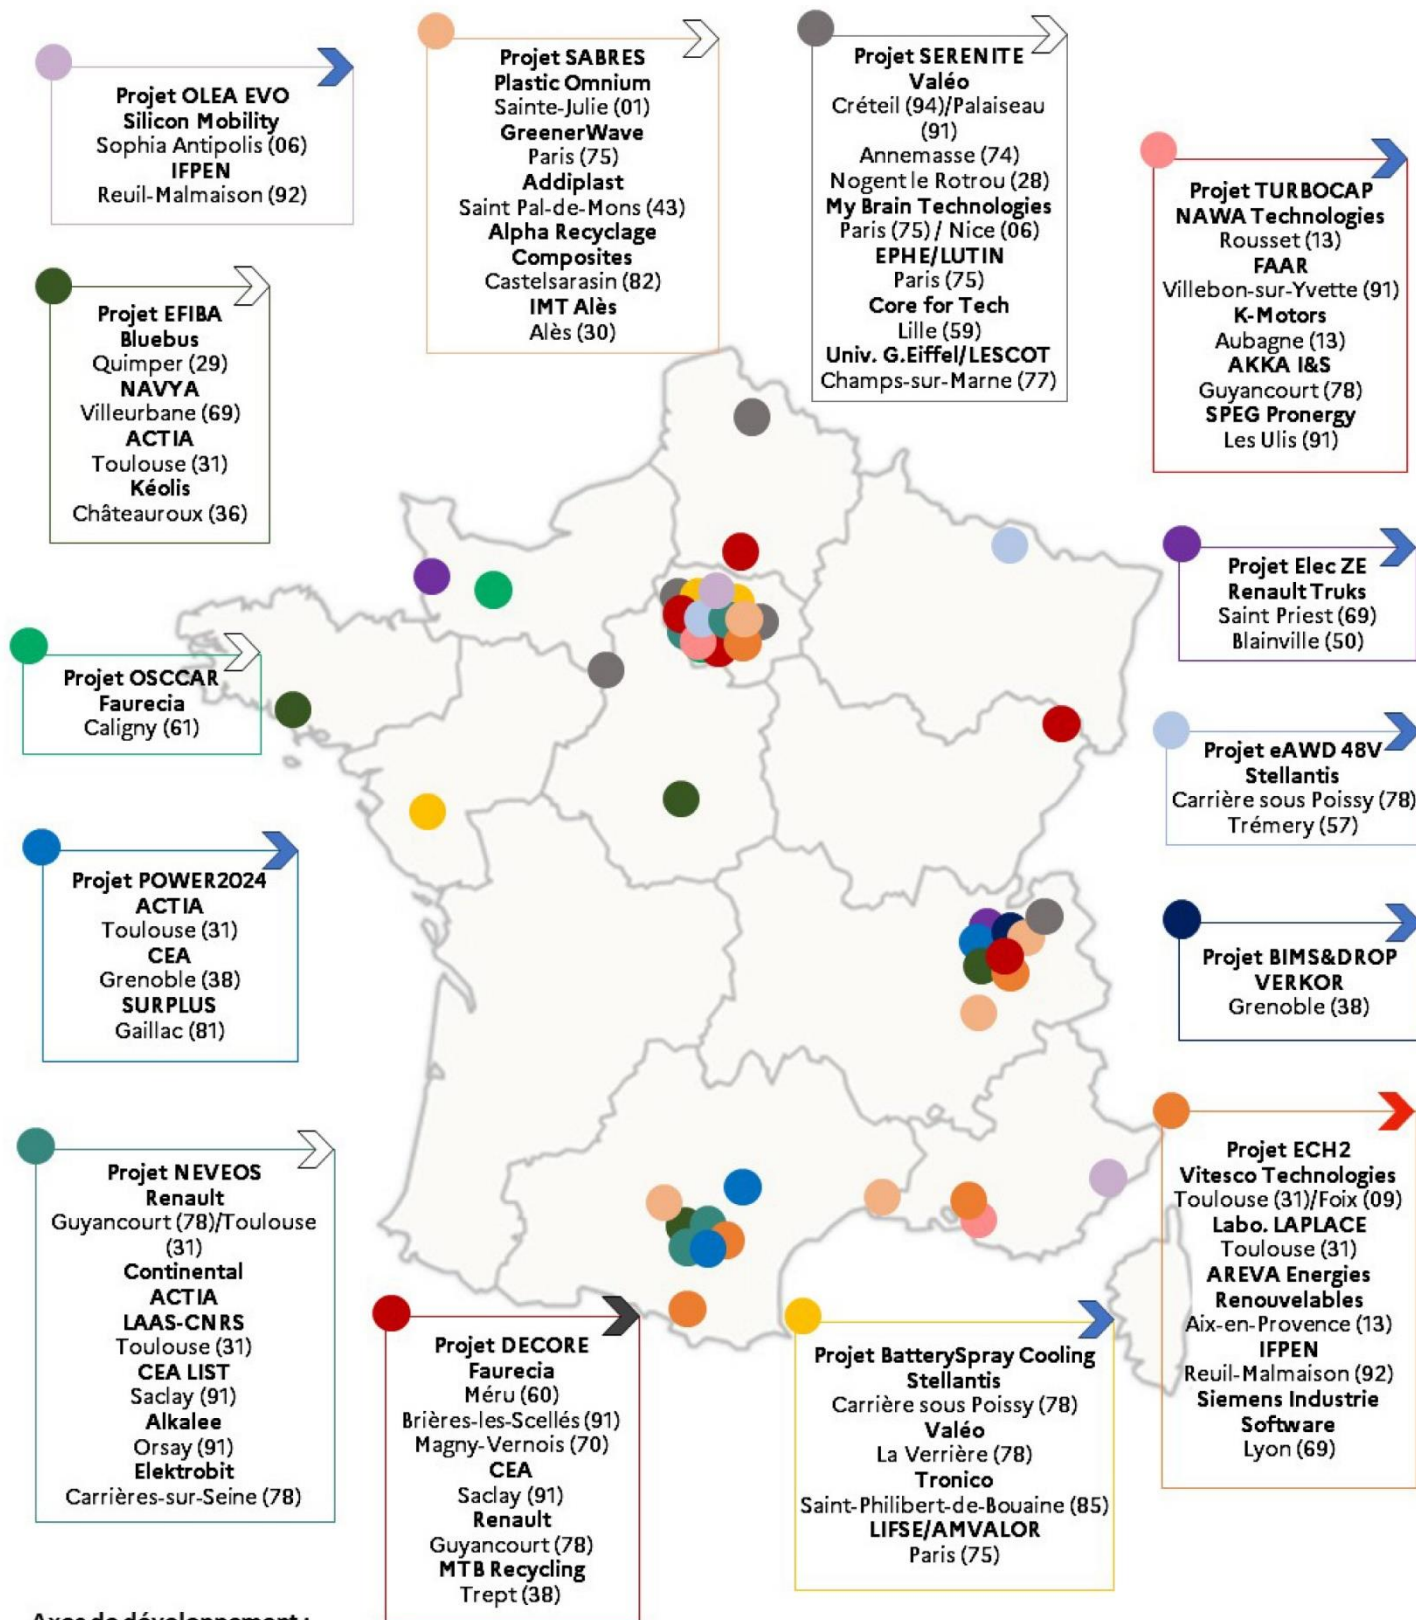 Projet OLEA EVO
Silicon Mobility
Sophia Antipolis (06)
IFPEN
Reuil-Malmaison (92)
Projet SABRES
Plastic Omnium
Sainte-Julie (01)
GreenerWave
Paris (75)
Addiplast
Saint Pal-de-Mons (43)
Alpha Recyclage
Composites
Castelsarasin (82)
IMT Alès
Alès (30)
Projet SERENITE
Valéo
Créteil (94)/Palaiseau
(91)
Annemasse (74)
Nogent le Rotrou (28)
My Brain Technologies
Paris (75) / Nice (06)
EPHE/LUTIN
Paris (75)
Core for Tech
Lille (59)
Univ. G.Eiffel/LESCOT
Champs-sur-Marne (77)
Projet TURBOCAP
NAWA Technologies
Rousset (13)
FAAR
Villebon-sur-Yvette (91)
K-Motors
Aubagne (13)
AKKA I&S
Guyancourt (78)
SPEG Pronergy
Les Ulis (91)
Projet EFIBA
Bluebus
Quimper (29)
NAVYA
Villeurbane (69)
ACTIA
Toulouse (31)
Kéolis
Châteauroux (36)
Projet Elec ZE
Renault Truks
Saint Priest (69)
Blainville (50)
Projet OSCCAR
Faurecia
Caligny (61)
Projet eAWD 48V
Stellantis
Carrière sous Poissy (78)
Trémery (57)
Projet POWER2024
ACTIA
Toulouse (31)
CEA
Grenoble (38)
SURPLUS
Gaillac (81)
Projet BIMS&DROP
VERKOR
Grenoble (38)
Projet NEVEOS
Renault
Guyancourt (78)/Toulouse
(31)
Continental
ACTIA
LAAS-CNRS
Toulouse (31)
CEA LIST
Saclay (91)
Alkalee
Orsay (91)
Elektrobit
Carrières-sur-Seine (78)
Projet ECH2
Vitesco Technologies
Toulouse (31)/Foix (09)
Labo. LAPLACE
Toulouse (31)
AREVA Energies
Renouvelables
Aix-en-Provence (13)
IFPEN
Reuil-Malmaison (92)
Siemens Industrie
Software
Lyon (69)
Projet DECORE
Faurecia
Méru (60)
Brières-les-Scellés (91)
Magny-Vernois (70)
CEA
Saclay (91)
Renault
Guyancourt (78)
MTB Recycling
Trept (38)
Projet BatterySpray Cooling
Stellantis
Carrière sous Poissy (78)
Valéo
La Verrière (78)
Tronico
Saint-Philibert-de-Bouaine (85)
LIFSE/AMVALOR
Paris (75)
Axes de développement :